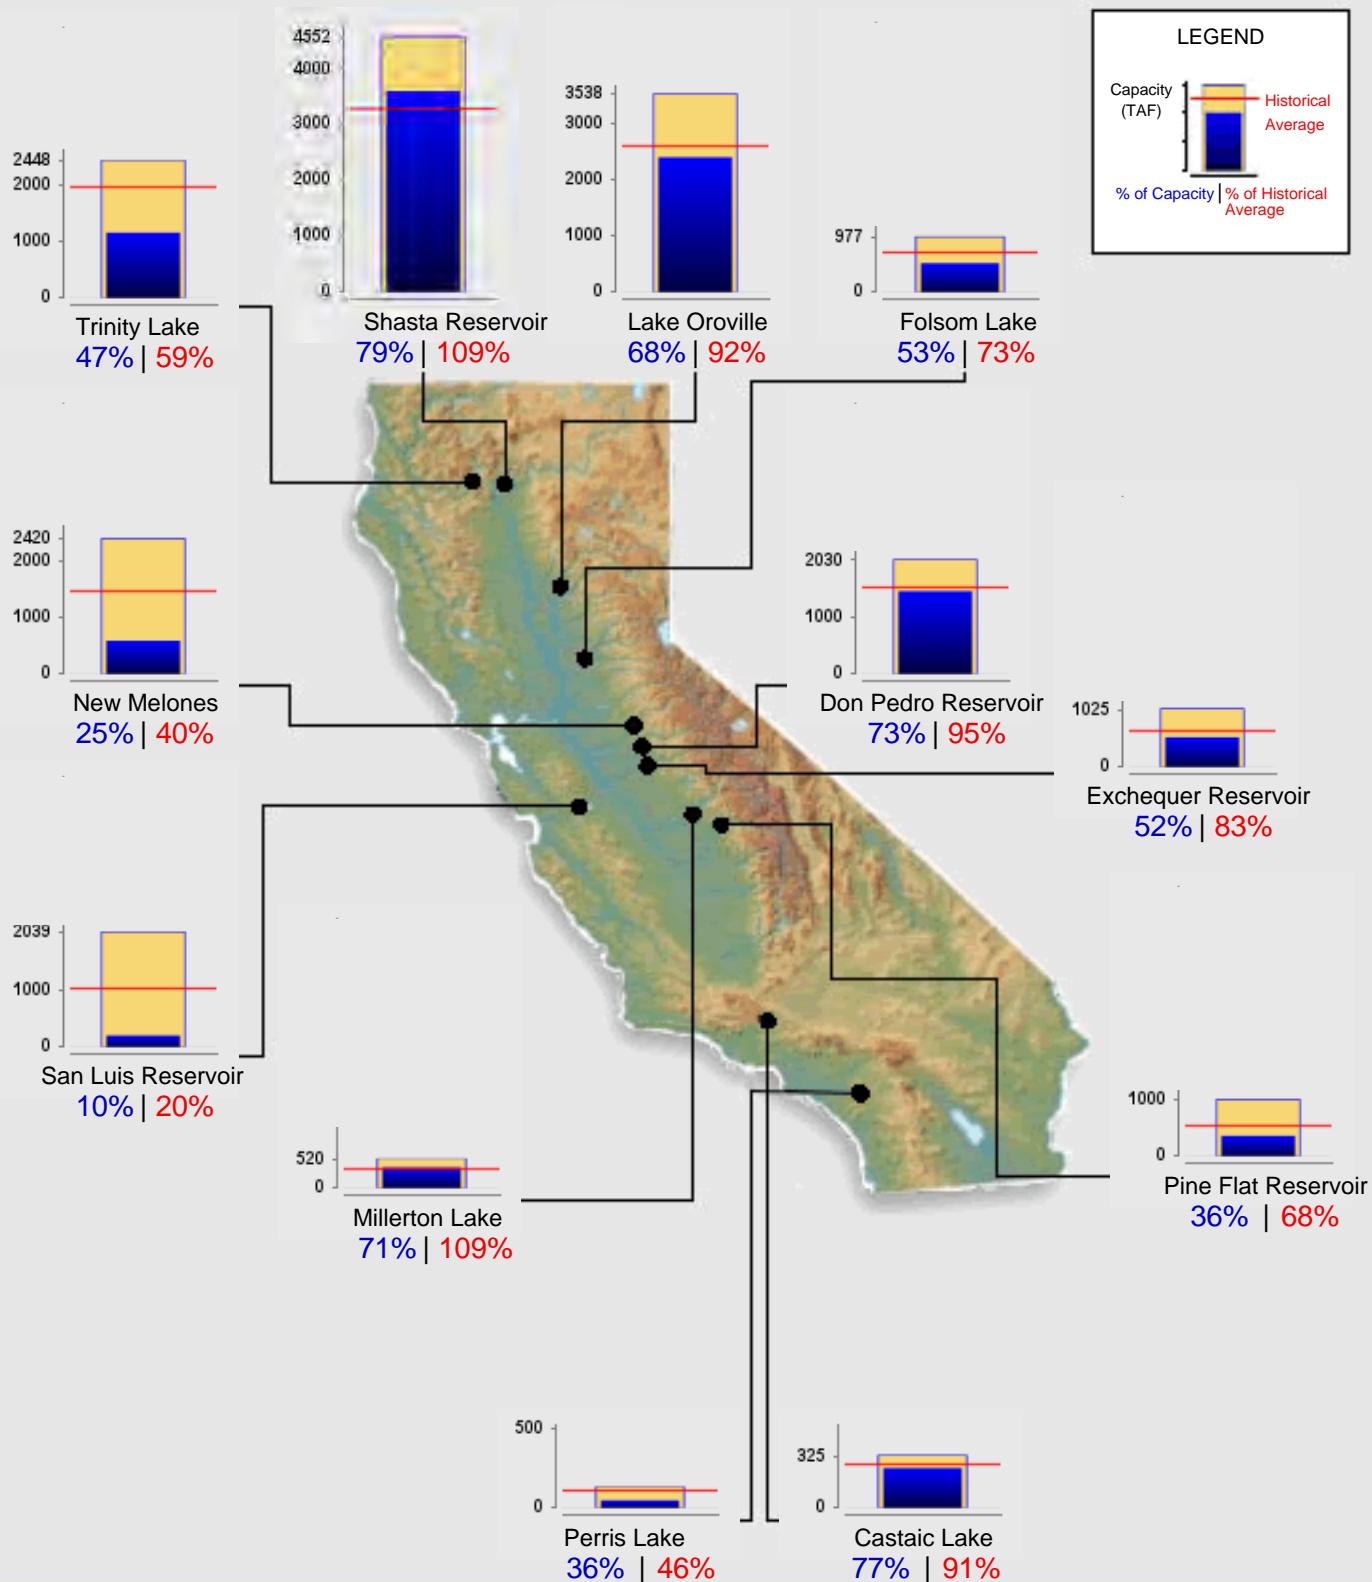 LEGEND
Capacity
(TAF)
Historical
Average
% of Capacity | % of Historical
Average
4552
4000
3000
2000
1000
0
Shasta Reservoir
79% | 109%
3538
3000
2000
1000
0
Lake Oroville
68% | 92%
977
0
Folsom Lake
53% | 73%
2448
2000
1000
0
Trinity Lake
47% | 59%
2420
2000
1000
0
New Melones
25% | 40%
2030
1000
0
Don Pedro Reservoir
73% | 95%
1025
0
Exchequer Reservoir
52% | 83%
2039
1000
0
San Luis Reservoir
10% | 20%
520
0
Millerton Lake
71% | 109%
1000
0
Pine Flat Reservoir
36% | 68%
500
0
Perris Lake
36% | 46%
325
0
Castaic Lake
77% | 91%